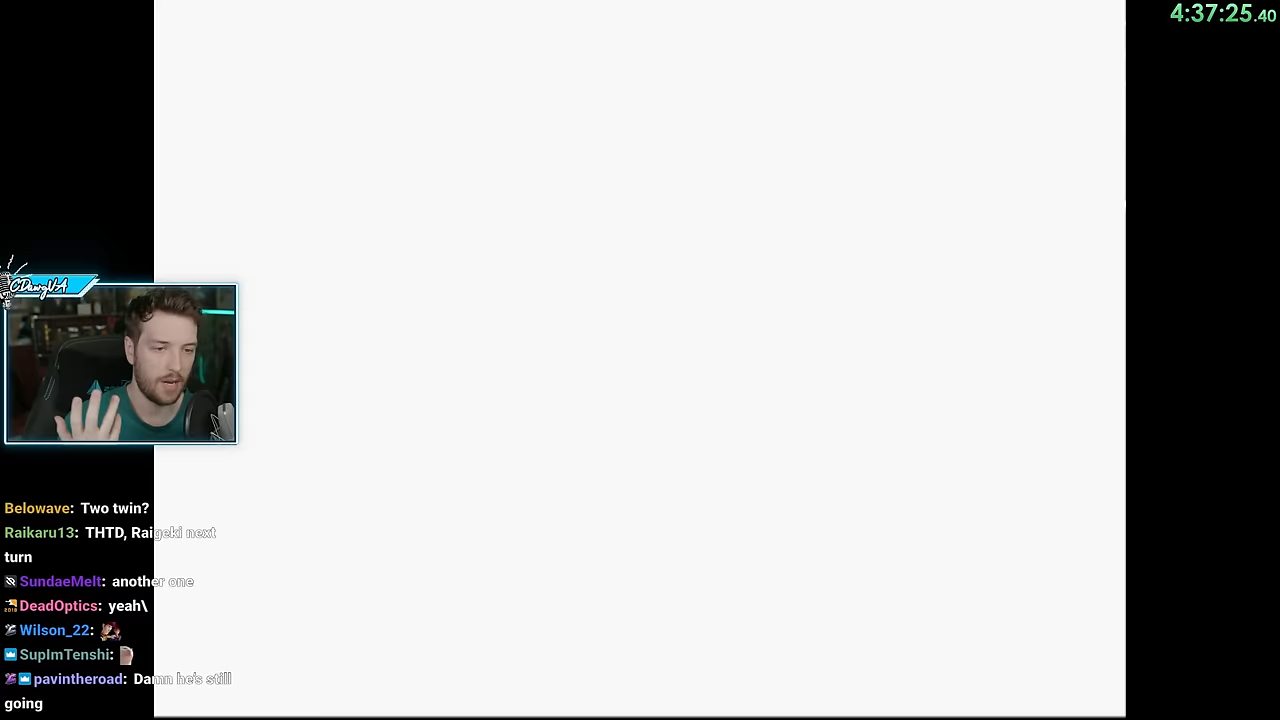 4:37:25.40
CDawgVA
Belowave: Two twin?
Raikaru13: THTD, Raigeki next
turn
SundaeMelt: another one
DeadOptics: yeah\
Wilson_22:
SupImTenshi:
pavintheroad: Damn he's still
going